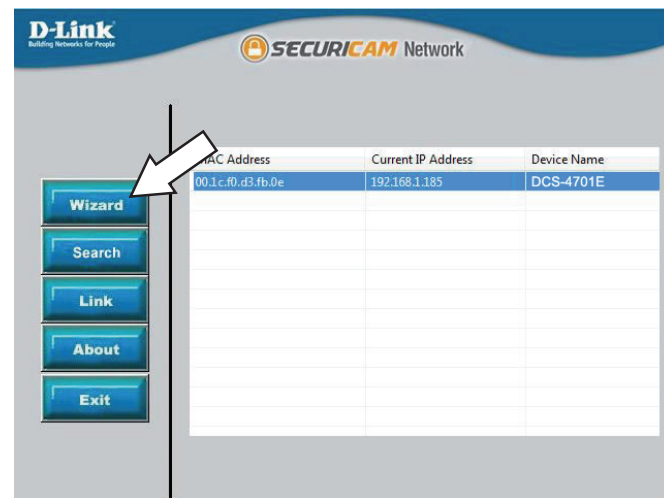 D-Link
Building Networks for People
SECURICAM Network
AC Address Current IP Address Device Name
00.1c.f0.d3.fb.0e 192.168.1.185 DCS-4701E
Wizard
Search
Link
About
Exit